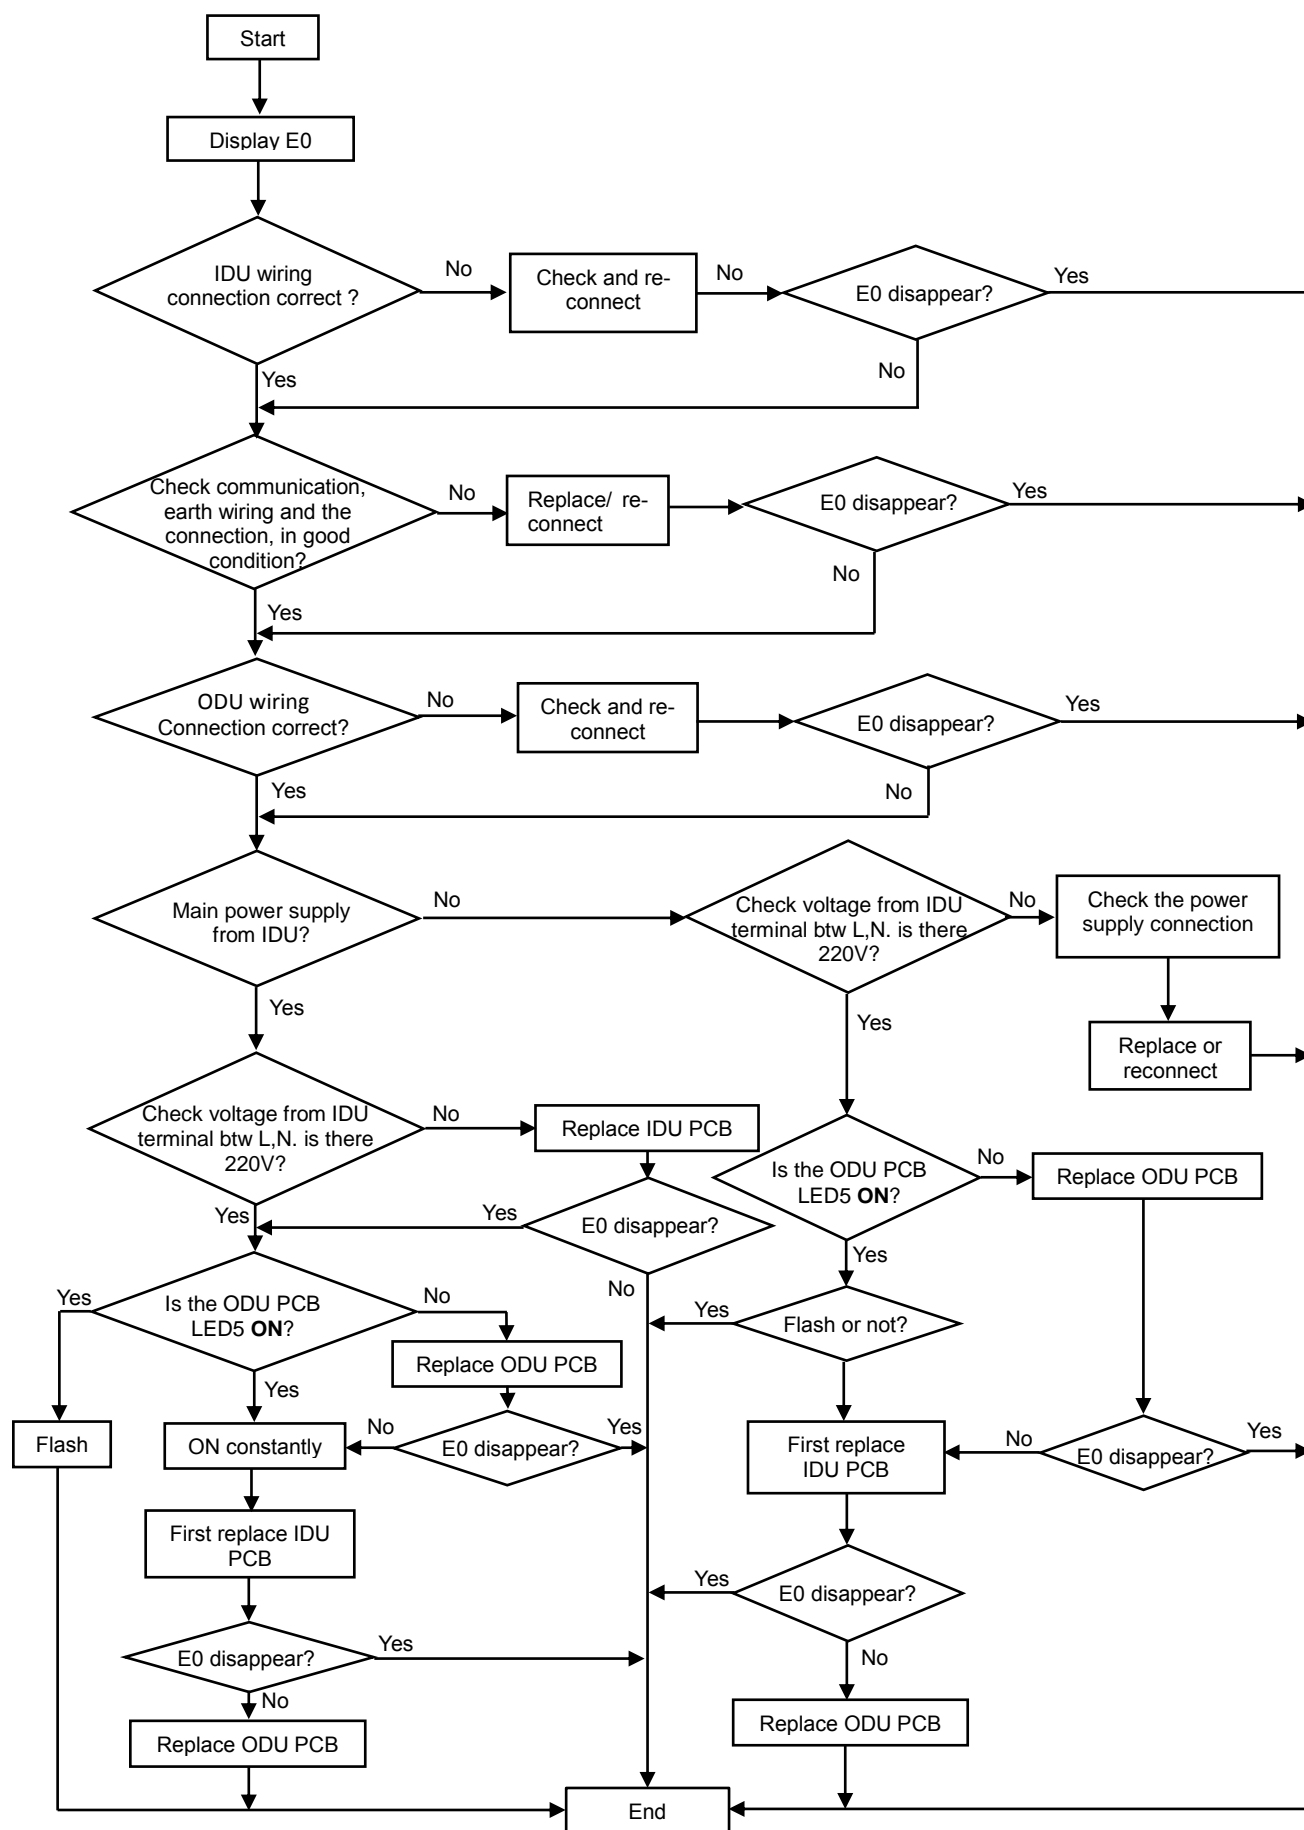 Start
Display E0
IDU wiring
connection correct ?
No
Check and re-
connect
No
E0 disappear?
Yes
No
Yes
Check communication,
earth wiring and the
connection, in good
condition?
No
Replace/ re-
connect
E0 disappear?
Yes
No
Yes
ODU wiring
Connection correct?
No
Check and re-
connect
E0 disappear?
Yes
No
Yes
Main power supply
from IDU?
No
Check voltage from IDU
terminal btw L,N. is there
220V?
No
Check the power
supply connection
Yes
Yes
Replace or
reconnect
Check voltage from IDU
terminal btw L,N. is there
220V?
No
Replace IDU PCB
Is the ODU PCB
LED5 ON?
No
Replace ODU PCB
Yes
Yes
E0 disappear?
Yes
No
Yes
Is the ODU PCB
LED5 ON?
No
Yes
Flash or not?
Replace ODU PCB
Yes
Flash
ON constantly
No
E0 disappear?
Yes
First replace
IDU PCB
No
E0 disappear?
Yes
First replace IDU
PCB
Yes
E0 disappear?
E0 disappear?
Yes
No
No
Replace ODU PCB
Replace ODU PCB
End